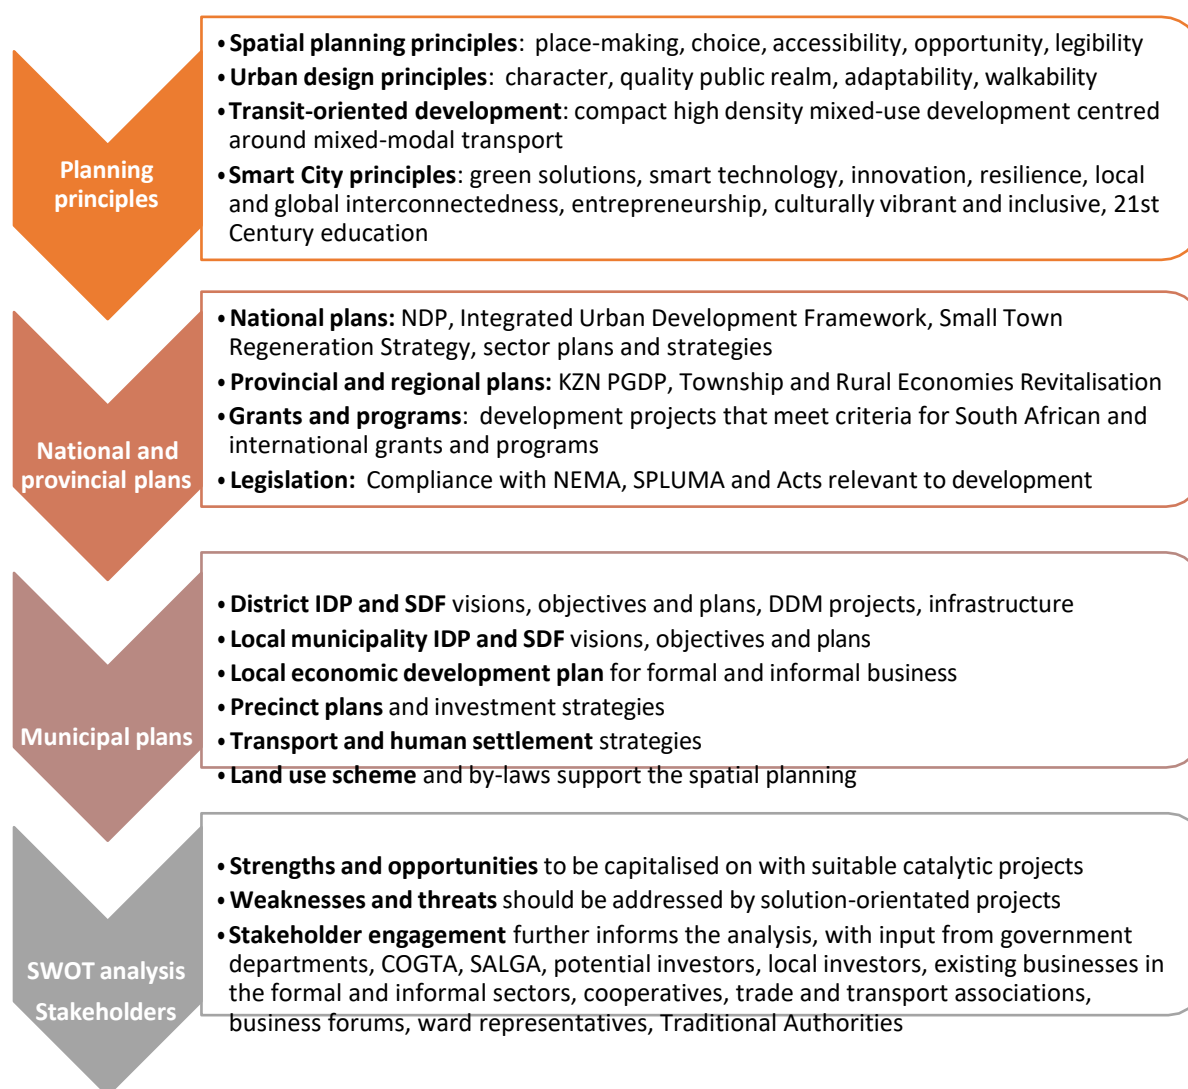 Planning
principles
• Spatial planning principles: place-making, choice, accessibility, opportunity, legibility
• Urban design principles: character, quality public realm, adaptability, walkability
• Transit-oriented development: compact high density mixed-use development centred
around mixed-modal transport
• Smart City principles: green solutions, smart technology, innovation, resilience, local
and global interconnectedness, entrepreneurship, culturally vibrant and inclusive, 21st
Century education
National and
provincial plans
• National plans: NDP, Integrated Urban Development Framework, Small Town
Regeneration Strategy, sector plans and strategies
• Provincial and regional plans: KZN PGDP, Township and Rural Economies Revitalisation
• Grants and programs: development projects that meet criteria for South African and
international grants and programs
• Legislation: Compliance with NEMA, SPLUMA and Acts relevant to development
Municipal plans
• District IDP and SDF visions, objectives and plans, DDM projects, infrastructure
• Local municipality IDP and SDF visions, objectives and plans
• Local economic development plan for formal and informal business
• Precinct plans and investment strategies
• Transport and human settlement strategies
• Land use scheme and by-laws support the spatial planning
SWOT analysis
Stakeholders
• Strengths and opportunities to be capitalised on with suitable catalytic projects
• Weaknesses and threats should be addressed by solution-orientated projects
• Stakeholder engagement further informs the analysis, with input from government
departments, COGTA, SALGA, potential investors, local investors, existing businesses in
the formal and informal sectors, cooperatives, trade and transport associations,
business forums, ward representatives, Traditional Authorities